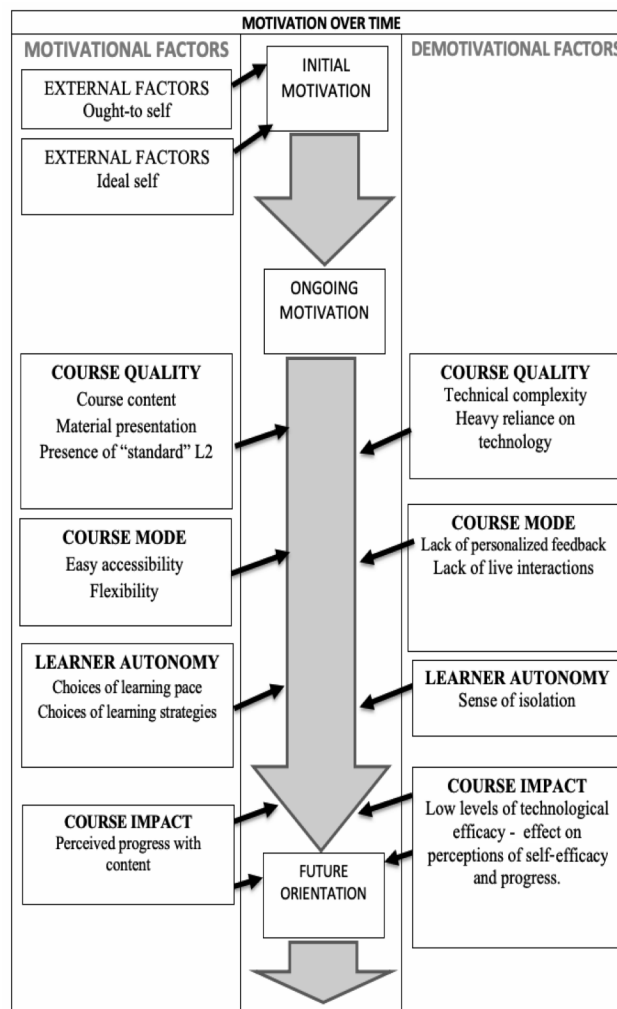 MOTIVATION OVER TIME
MOTIVATIONAL FACTORS
DEMOTIVATIONAL FACTORS
INITIAL
MOTIVATION
EXTERNAL FACTORS
Ought-to self
EXTERNAL FACTORS
Ideal self
ONGOING
MOTIVATION
COURSE QUALITY
Course content
Material presentation
Presence of “standard” L2
COURSE QUALITY
Technical complexity
Heavy reliance on
technology
COURSE MODE
Easy accessibility
Flexibility
COURSE MODE
Lack of personalized feedback
Lack of live interactions
LEARNER AUTONOMY
Choices of learning pace
Choices of learning strategies
LEARNER AUTONOMY
Sense of isolation
COURSE IMPACT
Perceived progress with
content
COURSE IMPACT
Low levels of technological
efficacy - effect on
perceptions of self-efficacy
and progress.
FUTURE
ORIENTATION